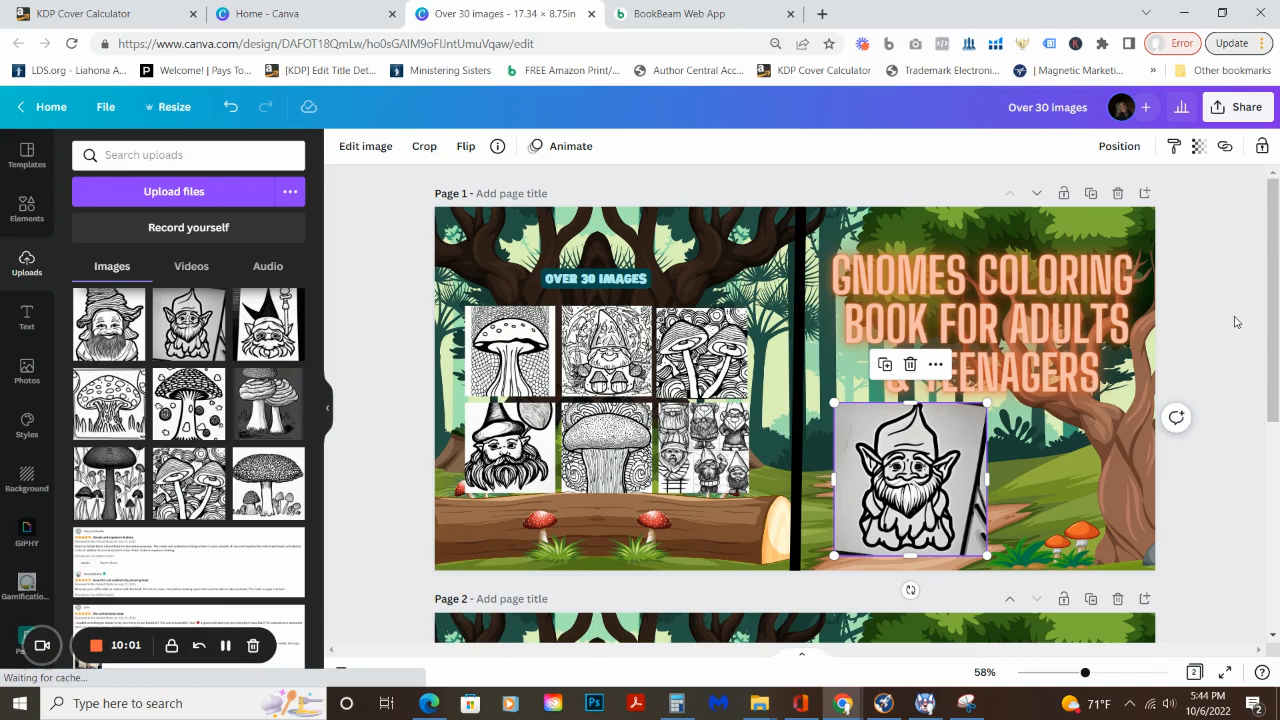 KDP Cover Calculator
Home - Canva
Over 30 images - 17.34 × 8.75in
BookBeam Web App
https://www.canva.com/design/DAFOT18QmLw/ho0sGAIM9oFIJntUmuVqaw/edit
Error
Update
LDS.org - Liahona A...
Welcome! | Pays To...
[KDP] Edit Title Det...
Ministering Sisters
FREE Amazon Print/...
Author Central Acc...
KDP Cover Calculator
Trademark Electroni...
| Magnetic Marketi...
Other bookmarks
Home
File
Resize
Over 30 images
Share
Templates
Elements
Uploads
Text
Photos
Styles
Background
GIPHY
Gamificatio...
Search uploads
Upload files
Record yourself
Images
Videos
Audio
Edit image
Crop
Flip
Animate
Position
Page 1 - Add page title
OVER 30 IMAGES
GNOMES COLORING
BOOK FOR ADULTS
& TEENAGERS
Page 2 - Add page title
10:01
Waiting for cache...
58%
2
Type here to search
71°F
5:44 PM
10/6/2022
2